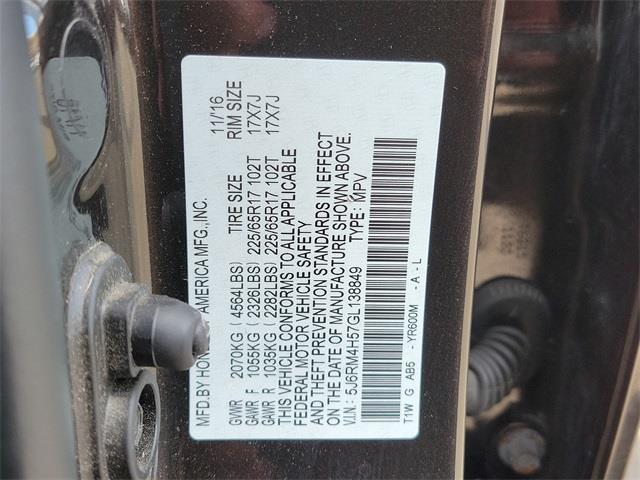 MFD.BY HON AMERICA MFG., INC. 11/16
TIRE SIZE RIM SIZE
GVWR 2070KG (4564LBS)
GAWR F 1055KG (2326LBS) 225/65R17 102T 17X7J
GAWR R 1035KG (2282LBS) 225/65R17 102T 17X7J
THIS VEHICLE CONFORMS TO ALL APPLICABLE
FEDERAL MOTOR VEHICLE SAFETY
AND THEFT PREVENTION STANDARDS IN EFFECT
ON THE DATE OF MANUFACTURE SHOWN ABOVE.
V.I.N.: 5J6RM4H57GL138849 TYPE: MPV
T1W G AB5 - YR600M - A - L